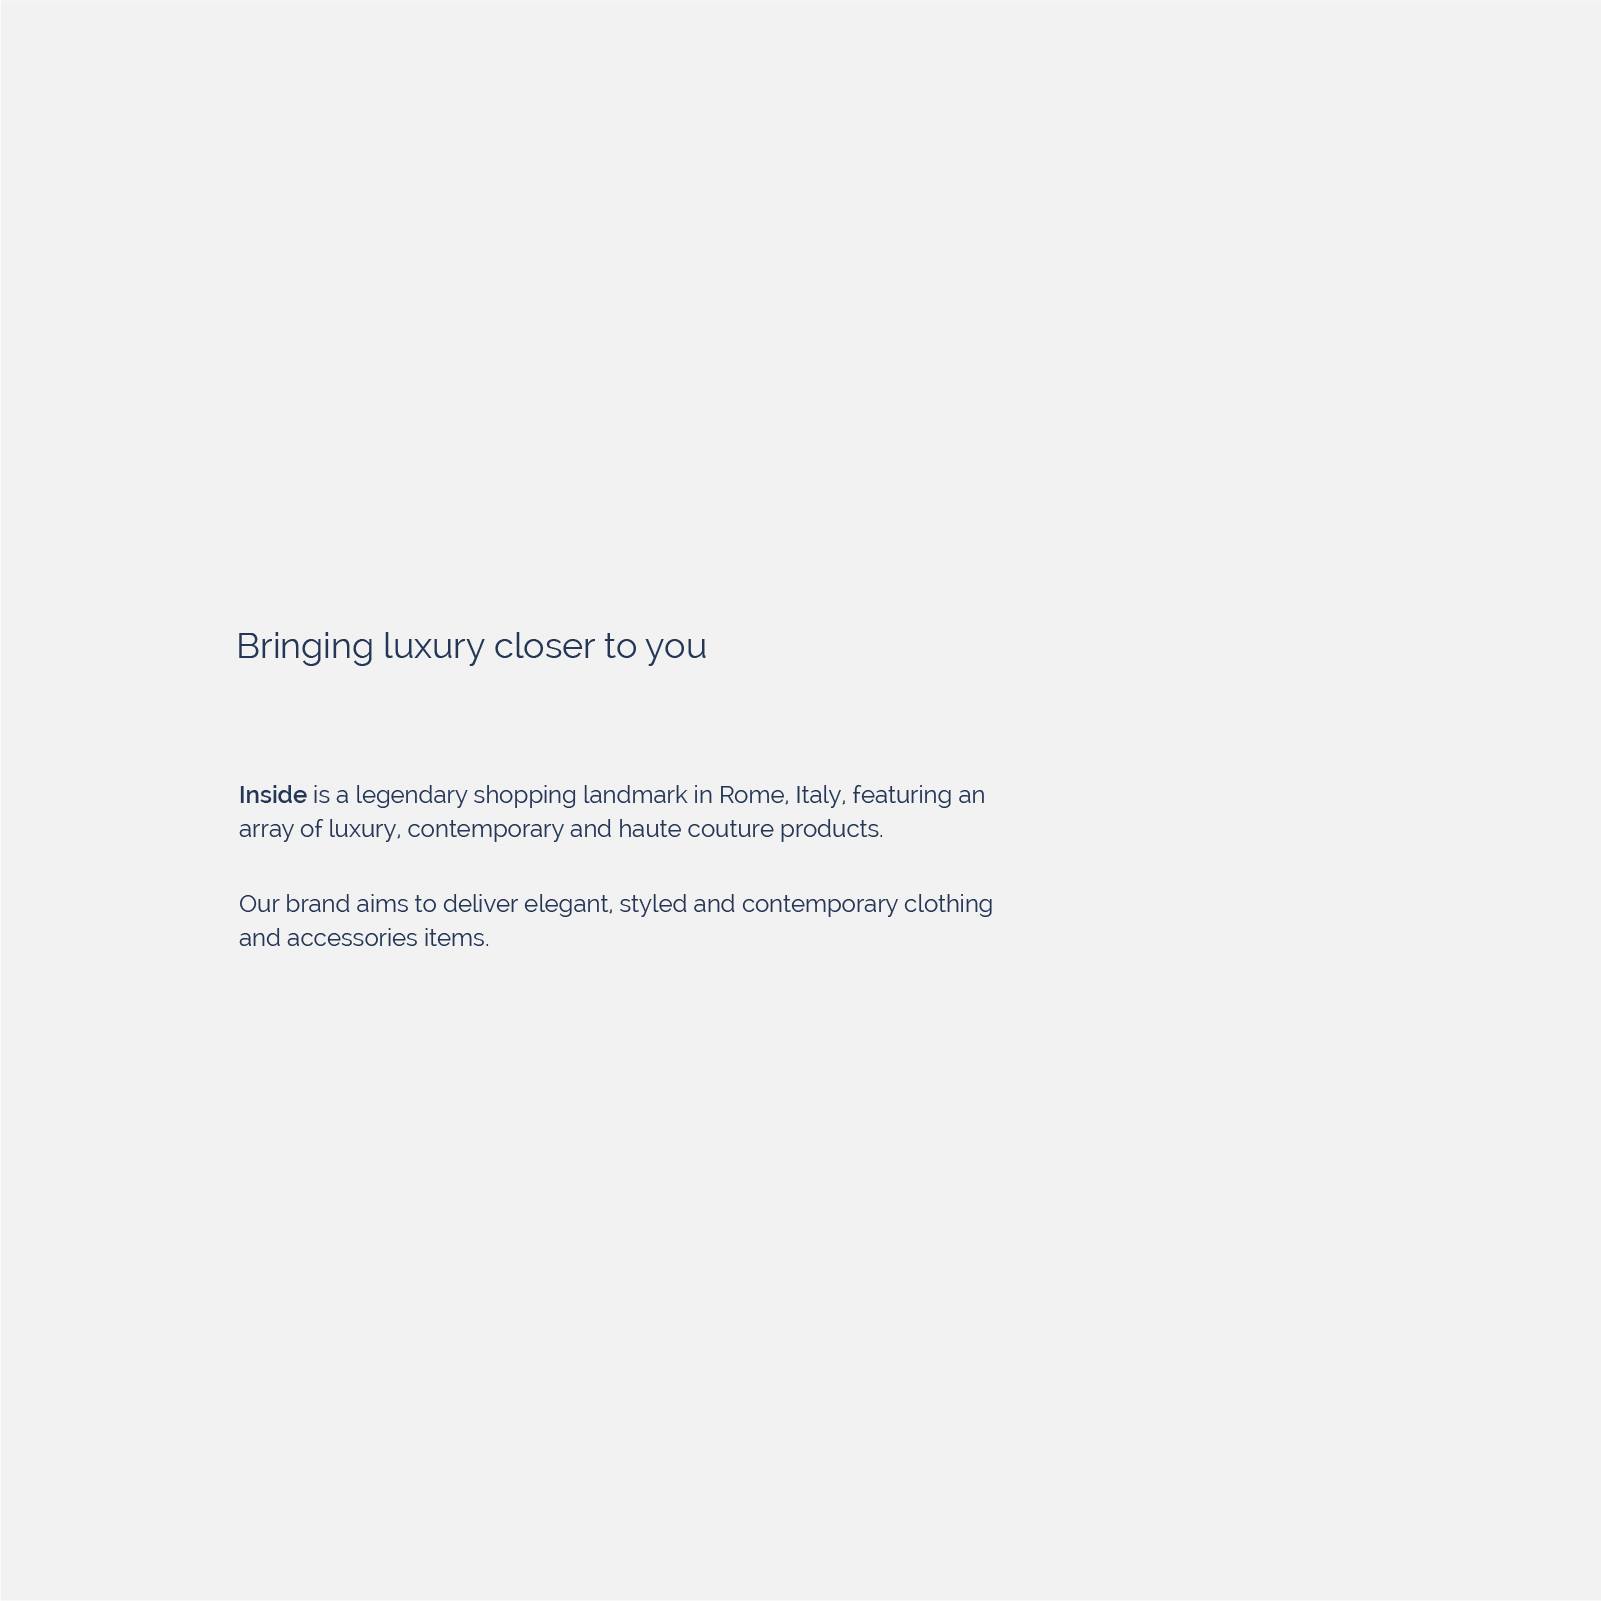 Bringing luxury closer to you
Inside is a legendary shopping landmark in Rome, Italy, featuring an
array of luxury, contemporary and haute couture products.
Our brand aims to deliver elegant, styled and contemporary clothing
and accessories items.